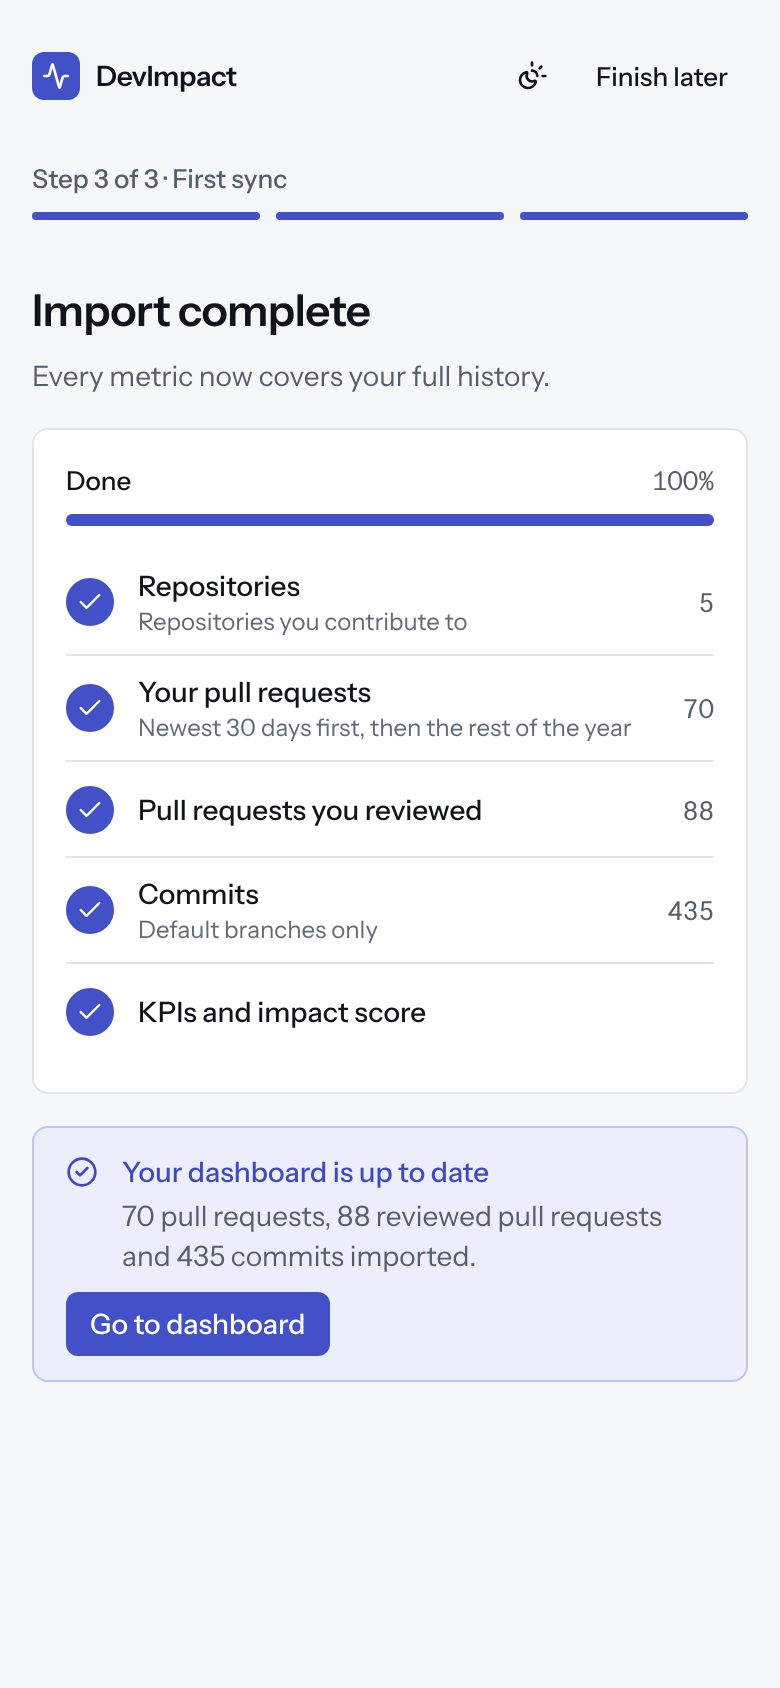 DevImpact
Finish later
Step 3 of 3 · First sync
Import complete
Every metric now covers your full history.
Done
100%
Repositories
Repositories you contribute to
5
Your pull requests
Newest 30 days first, then the rest of the year
70
Pull requests you reviewed
88
Commits
Default branches only
435
KPIs and impact score
Your dashboard is up to date
70 pull requests, 88 reviewed pull requests
and 435 commits imported.
Go to dashboard